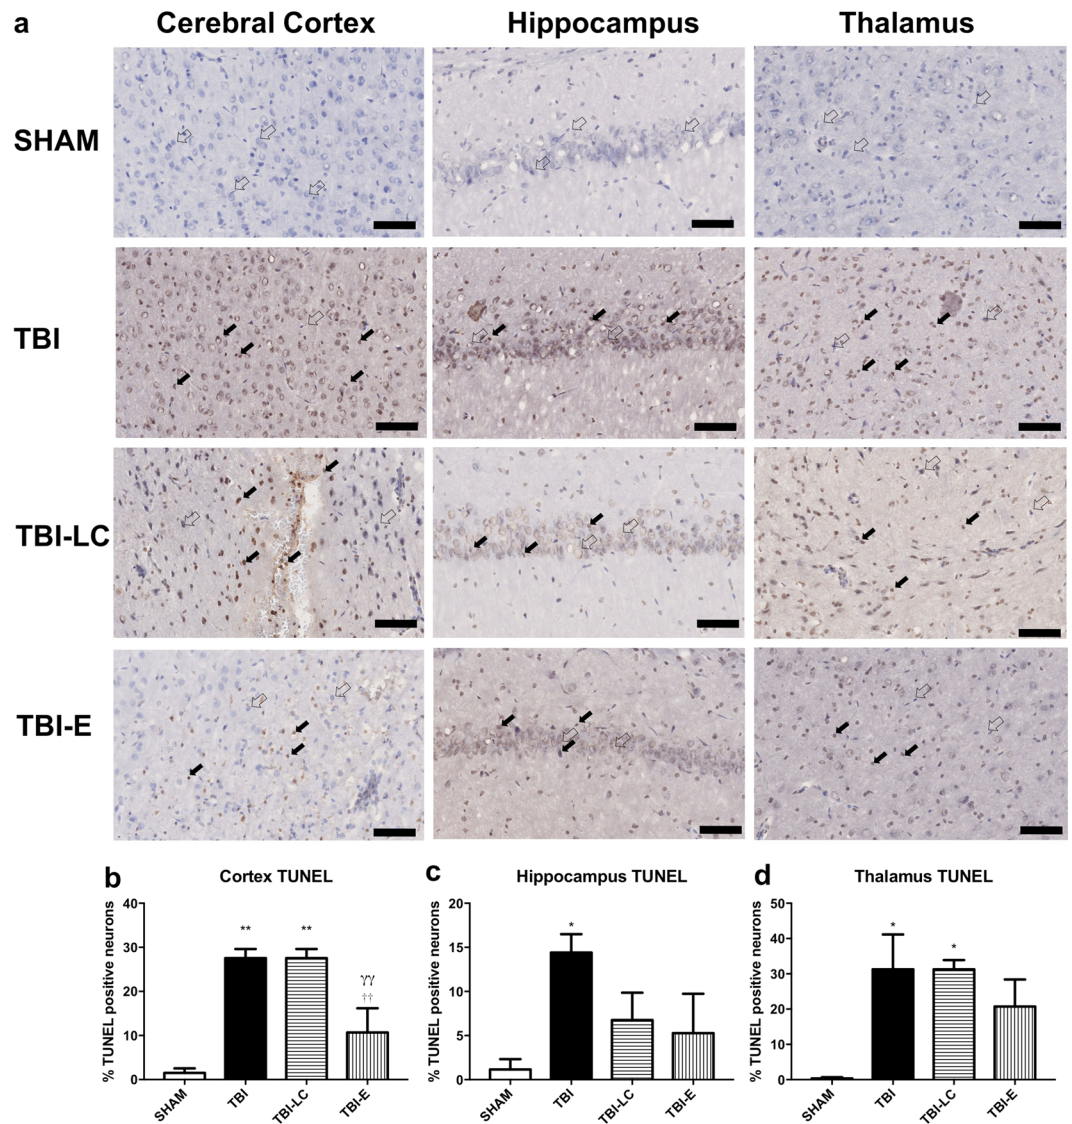 a
Cerebral Cortex
Hippocampus
Thalamus
SHAM
TBI
TBI-LC
TBI-E
b
Cortex TUNEL
% TUNEL positive neurons
40
30
20
10
0
**
**
γγ
††
SHAM
TBI
TBI-LC
TBI-E
c
Hippocampus TUNEL
% TUNEL positive neurons
20
15
10
5
0
*
SHAM
TBI
TBI-LC
TBI-E
d
Thalamus TUNEL
% TUNEL positive neurons
50
40
30
20
10
0
*
*
SHAM
TBI
TBI-LC
TBI-E